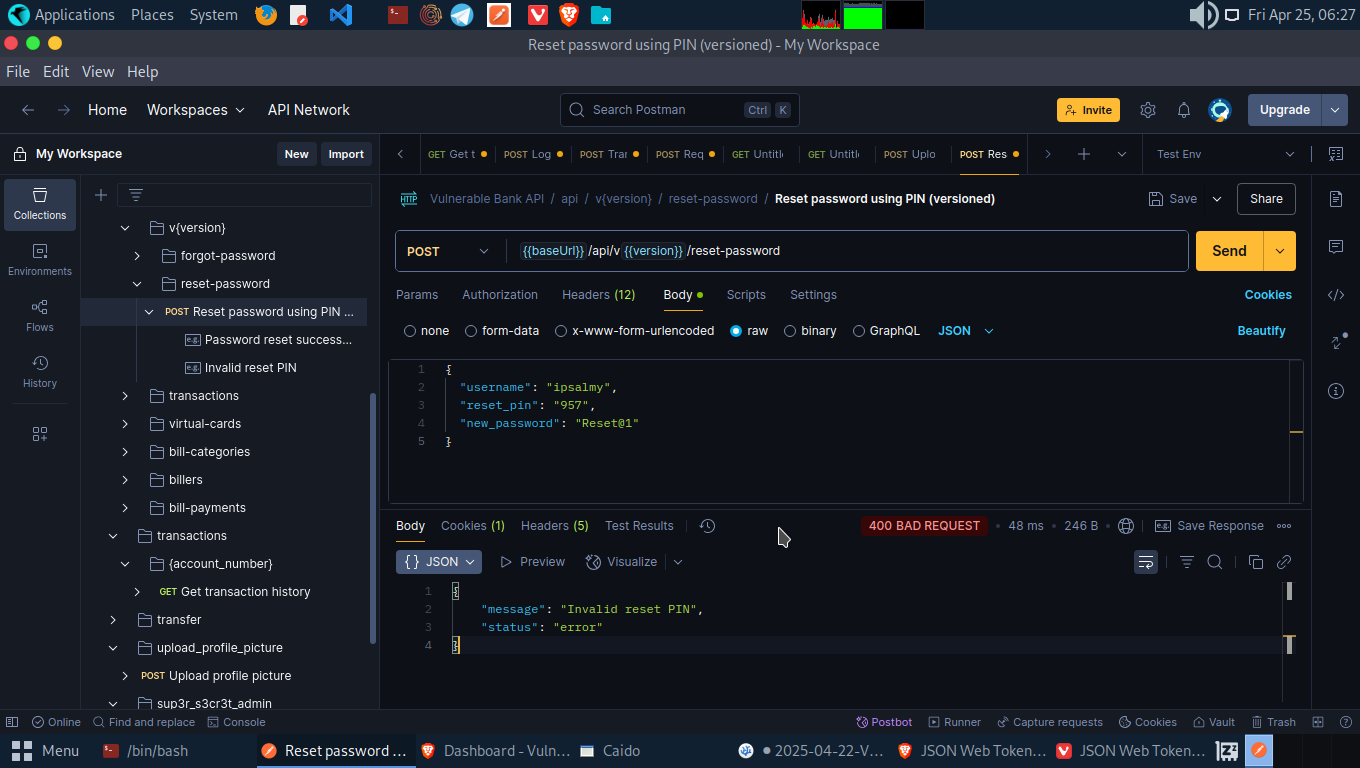 Applications Places System Fri Apr 25, 06:27
Reset password using PIN (versioned) - My Workspace
File Edit View Help
Home Workspaces API Network Search Postman Ctrl K Invite Upgrade
My Workspace New Import GET Get t POST Log POST Trar POST Req GET Untitle GET Untitle POST Uplo POST Res Test Env
Collections
Environments
Flows
History
v{version}
forgot-password
reset-password
POST Reset password using PIN ...
e.g. Password reset success...
e.g. Invalid reset PIN
transactions
virtual-cards
bill-categories
billers
bill-payments
transactions
{account_number}
GET Get transaction history
transfer
upload_profile_picture
POST Upload profile picture
sup3r_s3cr3t_admin
HTTP Vulnerable Bank API / api / v{version} / reset-password / Reset password using PIN (versioned) Save Share
POST {{baseUrl}} /api/v {{version}} /reset-password Send
Params Authorization Headers (12) Body Scripts Settings Cookies
none form-data x-www-form-urlencoded raw binary GraphQL JSON Beautify
1 {
2 "username": "ipsalmy",
3 "reset_pin": "957",
4 "new_password": "Reset@1"
5 }
Body Cookies (1) Headers (5) Test Results 400 BAD REQUEST • 48 ms • 246 B • e.g. Save Response
{ } JSON Preview Visualize
1 {
2 "message": "Invalid reset PIN",
3 "status": "error"
4 }
Online Find and replace Console Postbot Runner Capture requests Cookies Vault Trash
Menu /bin/bash Reset password ... Dashboard - Vuln... Caido 2025-04-22-V... JSON Web Token... JSON Web Token...